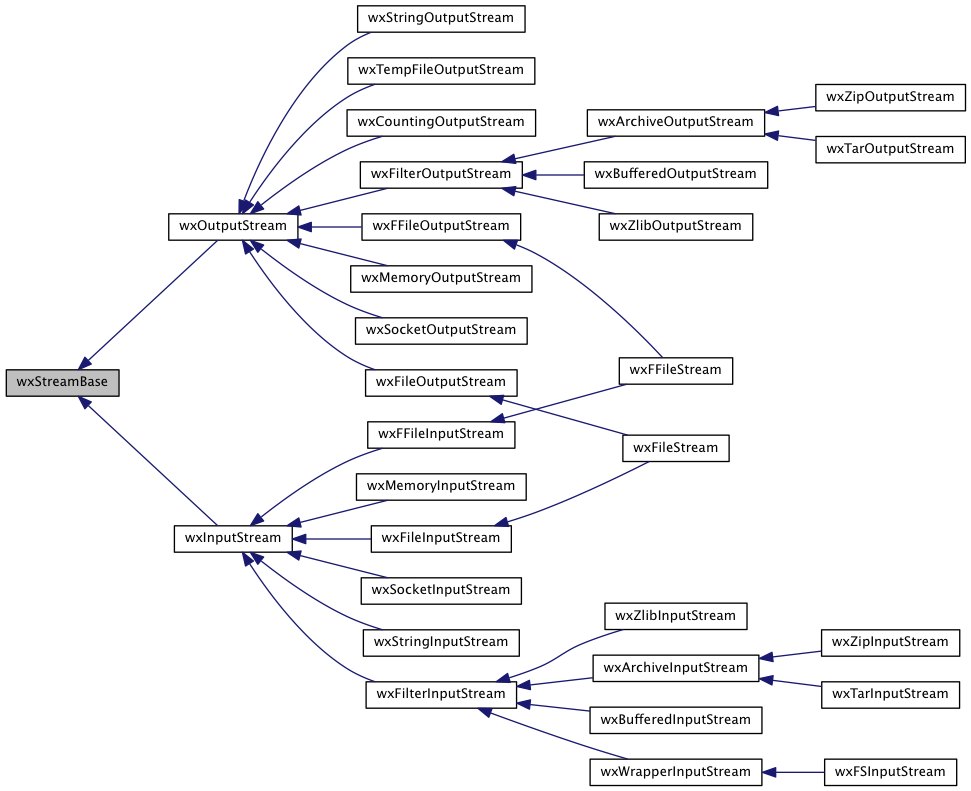 wxStringOutputStream
wxTempFileOutputStream
wxZipOutputStream
wxCountingOutputStream
wxArchiveOutputStream
wxTarOutputStream
wxFilterOutputStream
wxBufferedOutputStream
wxOutputStream
wxFFileOutputStream
wxZlibOutputStream
wxMemoryOutputStream
wxSocketOutputStream
wxFFileStream
wxStreamBase
wxFileOutputStream
wxFFileInputStream
wxFileStream
wxMemoryInputStream
wxInputStream
wxFileInputStream
wxSocketInputStream
wxZlibInputStream
wxStringInputStream
wxZipInputStream
wxArchiveInputStream
wxFilterInputStream
wxTarInputStream
wxBufferedInputStream
wxWrapperInputStream
wxFSInputStream